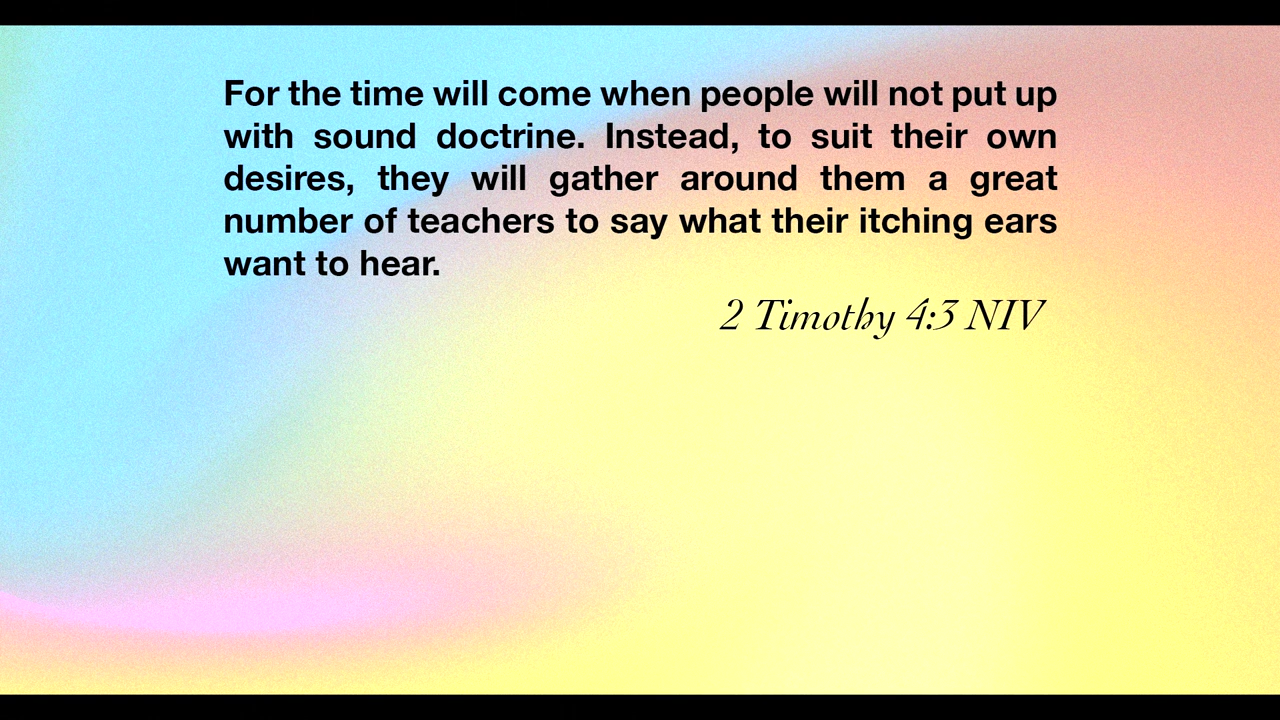 For the time will come when people will not put up
with sound doctrine. Instead, to suit their own
desires, they will gather around them a great
number of teachers to say what their itching ears
want to hear.
2 Timothy 4:3 NIV